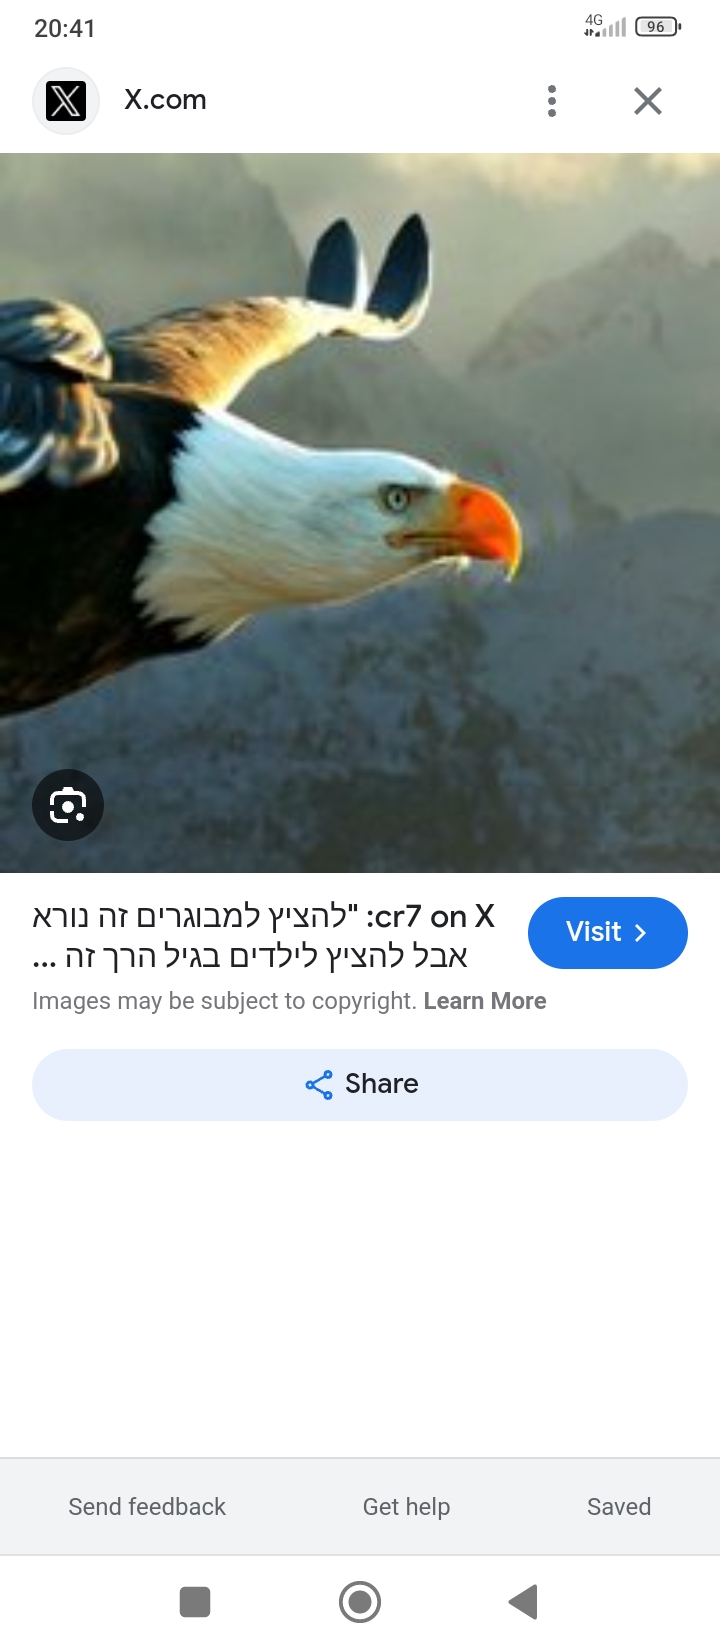 20:41
4G
96
X.com
cr7 on X: "להציץ למבוגרים זה נורא
אבל להציץ לילדים בגיל הרך זה ...
Visit
Images may be subject to copyright. Learn More
Share
Send feedback
Get help
Saved